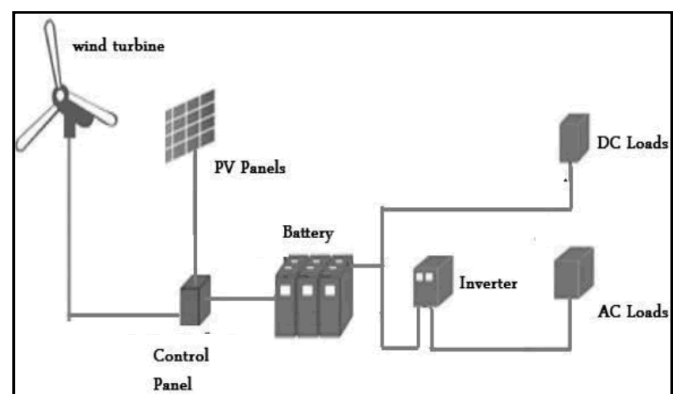 wind turbine
PV Panels
DC Loads
Battery
Inverter
AC Loads
Control
Panel